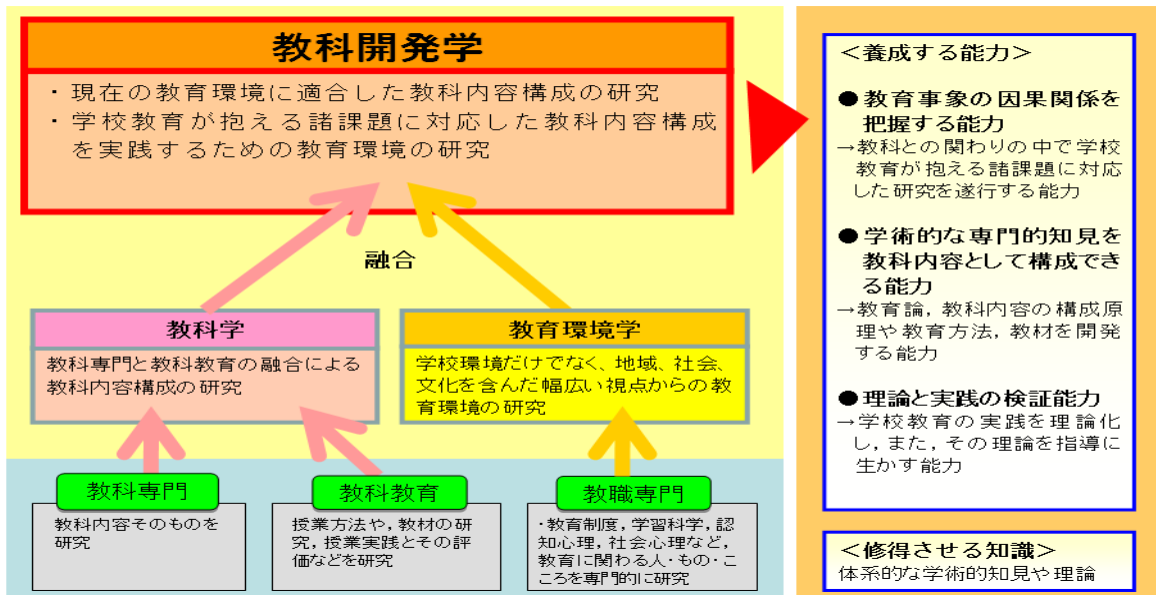 教科開発学
・現在の教育環境に適合した教科内容構成の研究
・学校教育が抱える諸課題に対応した教科内容構成
を実践するための教育環境の研究
融合
教科学
教科専門と教科教育の融合による
教科内容構成の研究
教育環境学
学校環境だけでなく、地域、社会、
文化を含んだ幅広い視点からの教
育環境の研究
教科専門
教科内容そのものを
研究
教科教育
授業方法や，教材の研
究，授業実践とその評
価などを研究
教職専門
・教育制度，学習科学，認
知心理，社会心理など，
教育に関わる人・もの・こ
ころを専門的に研究
＜養成する能力＞
●教育事象の因果関係を
把握する能力
→教科との関わりの中で学校
教育が抱える諸課題に対応
した研究を遂行する能力
●学術的な専門的知見を
教科内容として構成でき
る能力
→教育論，教科内容の構成原
理や教育方法，教材を開発
する能力
●理論と実践の検証能力
→学校教育の実践を理論化
し，また，その理論を指導に
生かす能力
＜修得させる知識＞
体系的な学術的知見や理論